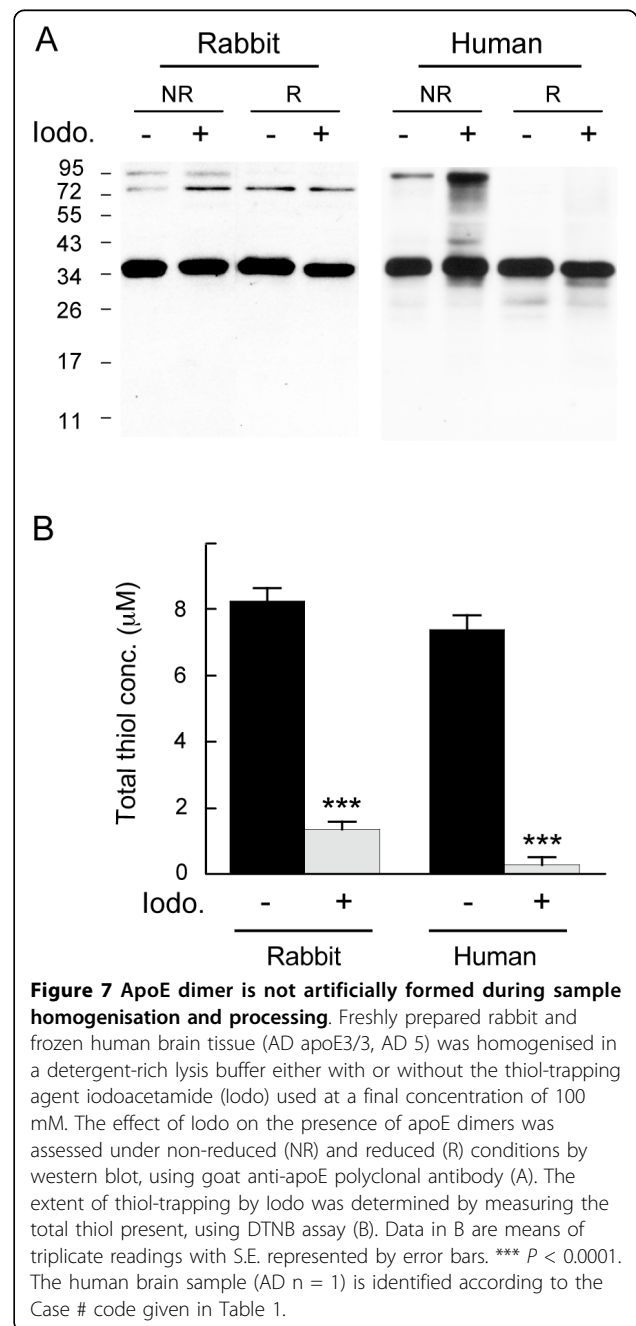 A
Rabbit Human
NR R NR R
Iodo. - + - + - + - +
95
72
55
43
34
26
17
11
B
Total thiol conc. (µM)
8
6
4
2
0
*** ***
Iodo. - + - +
Rabbit Human
Figure 7 ApoE dimer is not artificially formed during sample
homogenisation and processing. Freshly prepared rabbit and
frozen human brain tissue (AD apoE3/3, AD 5) was homogenised in
a detergent-rich lysis buffer either with or without the thiol-trapping
agent iodoacetamide (Iodo) used at a final concentration of 100
mM. The effect of Iodo on the presence of apoE dimers was
assessed under non-reduced (NR) and reduced (R) conditions by
western blot, using goat anti-apoE polyclonal antibody (A). The
extent of thiol-trapping by Iodo was determined by measuring the
total thiol present, using DTNB assay (B). Data in B are means of
triplicate readings with S.E. represented by error bars. *** P < 0.0001.
The human brain sample (AD n = 1) is identified according to the
Case # code given in Table 1.